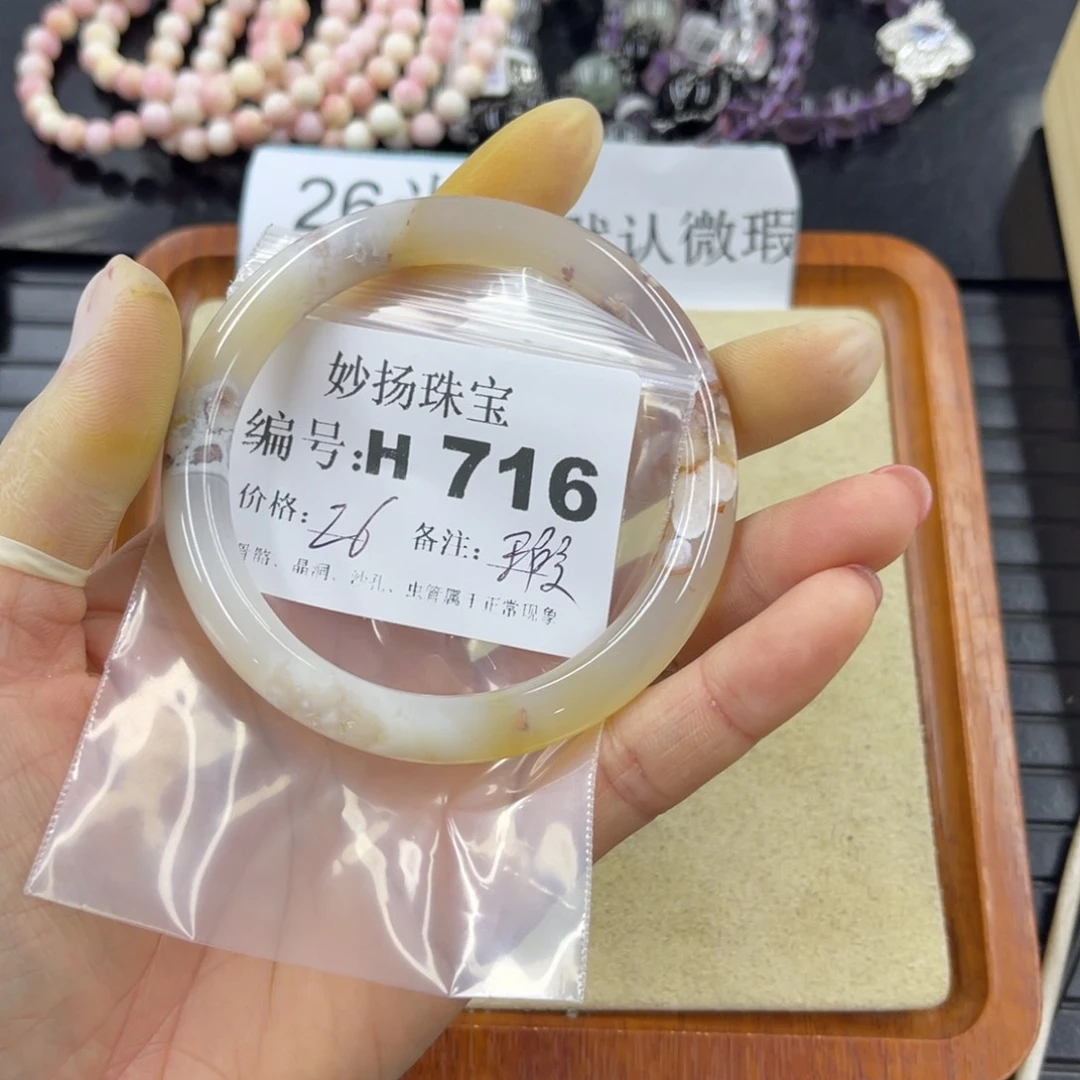 26
默认微瑕
妙扬珠宝
编号:H 716
价格:26 备注:瑕
晶洞、沙孔、虫管属于正常现象